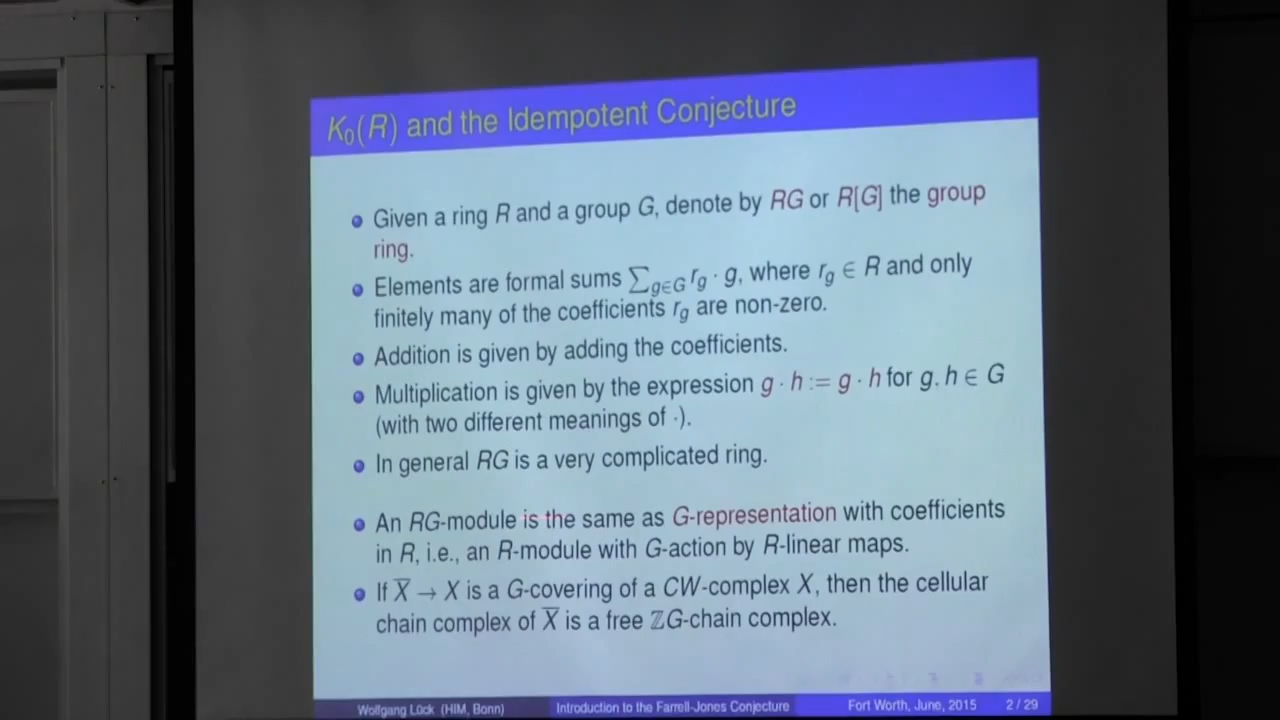 K₀(R) and the Idempotent Conjecture
Given a ring R and a group G, denote by RG or R[G] the group
ring.
Elements are formal sums ∑_{g∈G} r_g · g, where r_g ∈ R and only
finitely many of the coefficients r_g are non-zero.
Addition is given by adding the coefficients.
Multiplication is given by the expression g · h := g · h for g, h ∈ G
(with two different meanings of ·).
In general RG is a very complicated ring.
An RG-module is the same as G-representation with coefficients
in R, i.e., an R-module with G-action by R-linear maps.
If X̅ → X is a G-covering of a CW-complex X, then the cellular
chain complex of X̅ is a free ℤG-chain complex.
Wolfgang Lück (HIM, Bonn) Introduction to the Farrell-Jones Conjecture Fort Worth, June, 2015 2 / 29